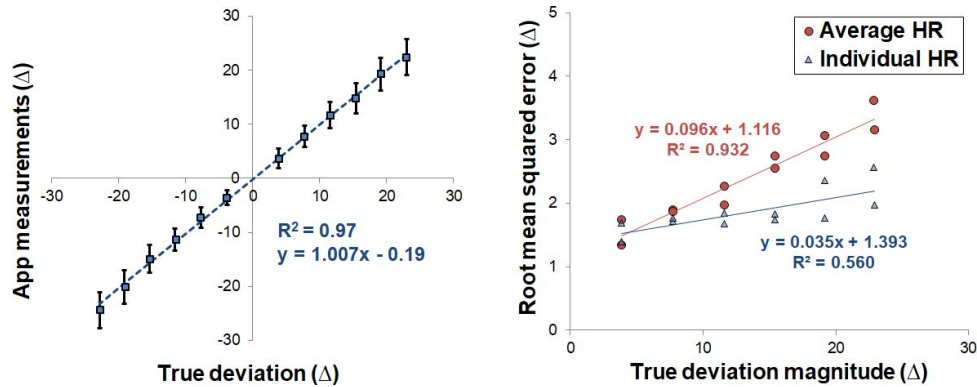 App measurements (Δ)
30
20
10
0
-30
-20
-10
0
10
20
30
-10
-20
-30
R² = 0.97
y = 1.007x - 0.19
True deviation (Δ)
Root mean squared error (Δ)
5
4
3
2
1
0
Average HR
Individual HR
y = 0.096x + 1.116
R² = 0.932
y = 0.035x + 1.393
R² = 0.560
0
10
20
30
True deviation magnitude (Δ)